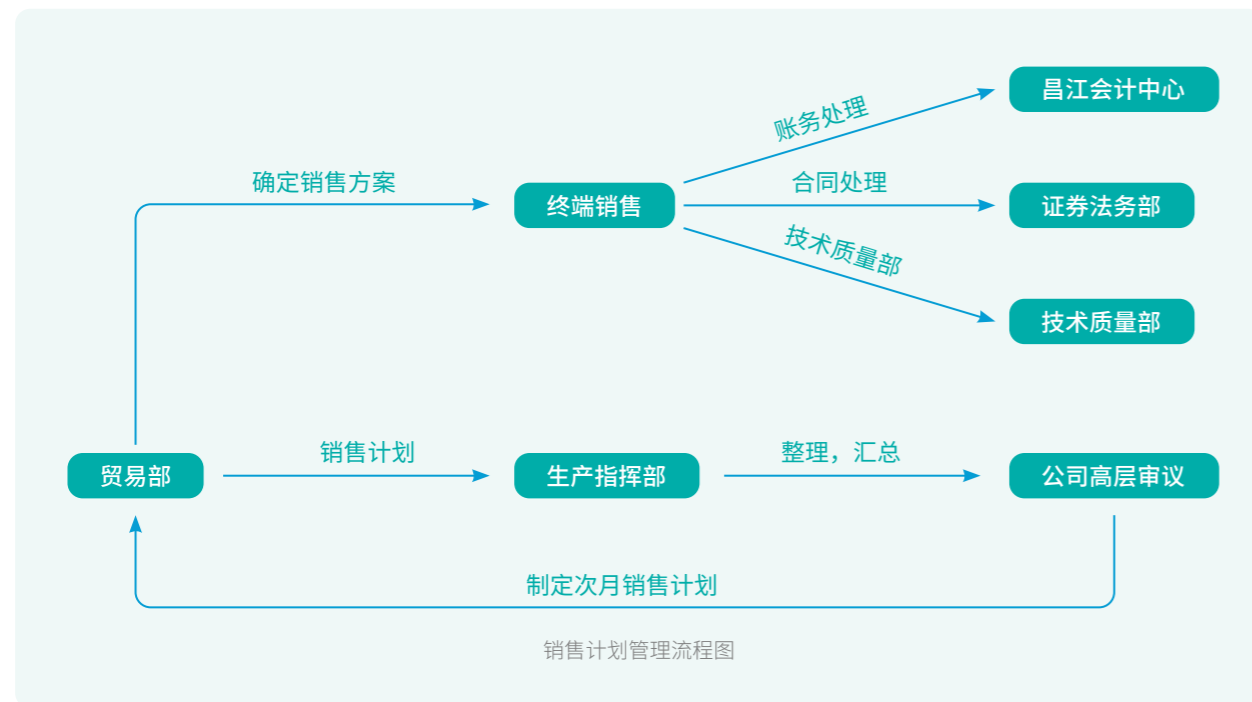 昌江会计中心
账务处理
确定销售方案
合同处理
终端销售
证券法务部
技术质量部
技术质量部
销售计划
整理，汇总
贸易部
生产指挥部
公司高层审议
制定次月销售计划
销售计划管理流程图